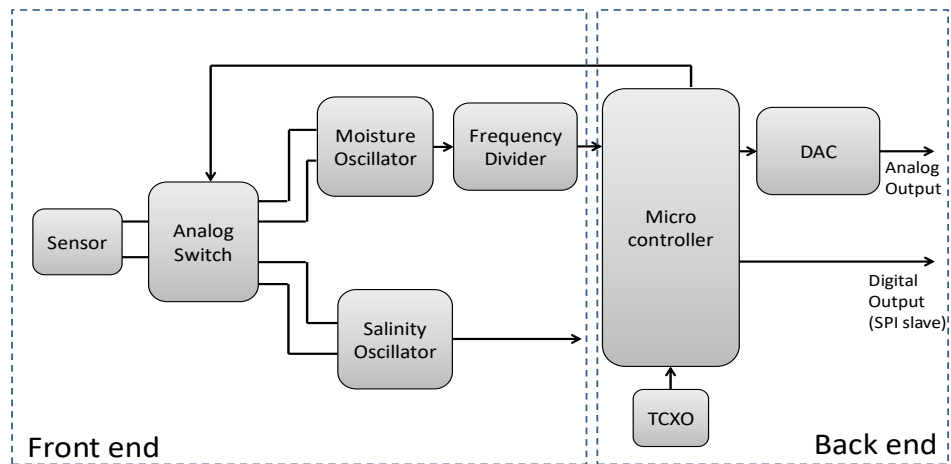 Moisture
Oscillator
Frequency
Divider
DAC
Analog
Output
Sensor
Analog
Switch
Micro
controller
Digital
Output
(SPI slave)
Salinity
Oscillator
TCXO
Front end
Back end